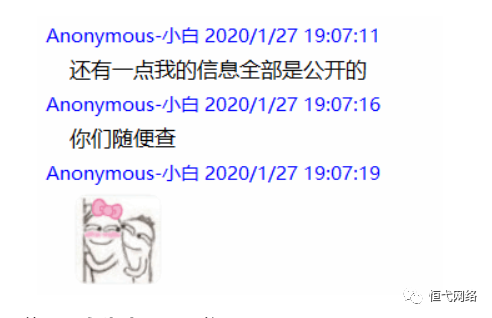 Anonymous-小白 2020/1/27 19:07:11
还有一点我的信息全部是公开的
Anonymous-小白 2020/1/27 19:07:16
你们随便查
Anonymous-小白 2020/1/27 19:07:19
恒弋网络